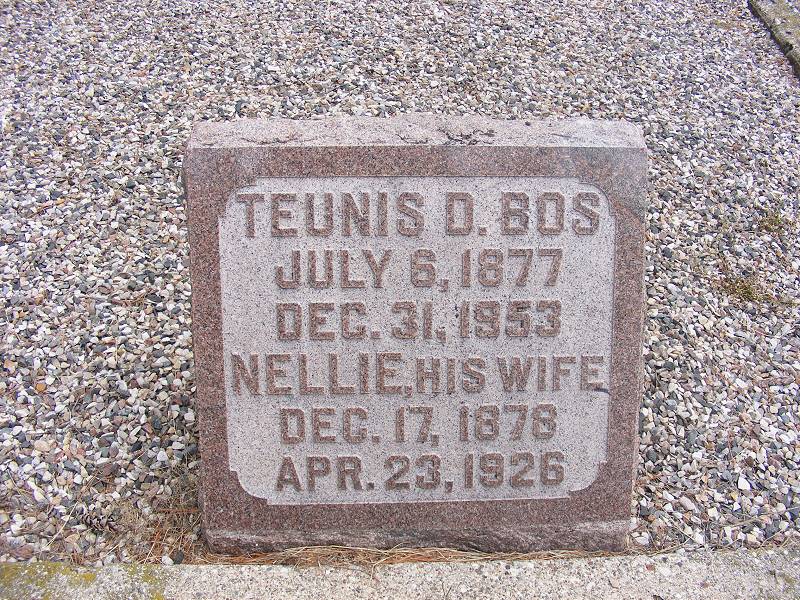 TEUNIS D. BOS
JULY 6, 1877
DEC. 31, 1953
NELLIE, HIS WIFE
DEC. 17, 1878
APR. 23, 1926